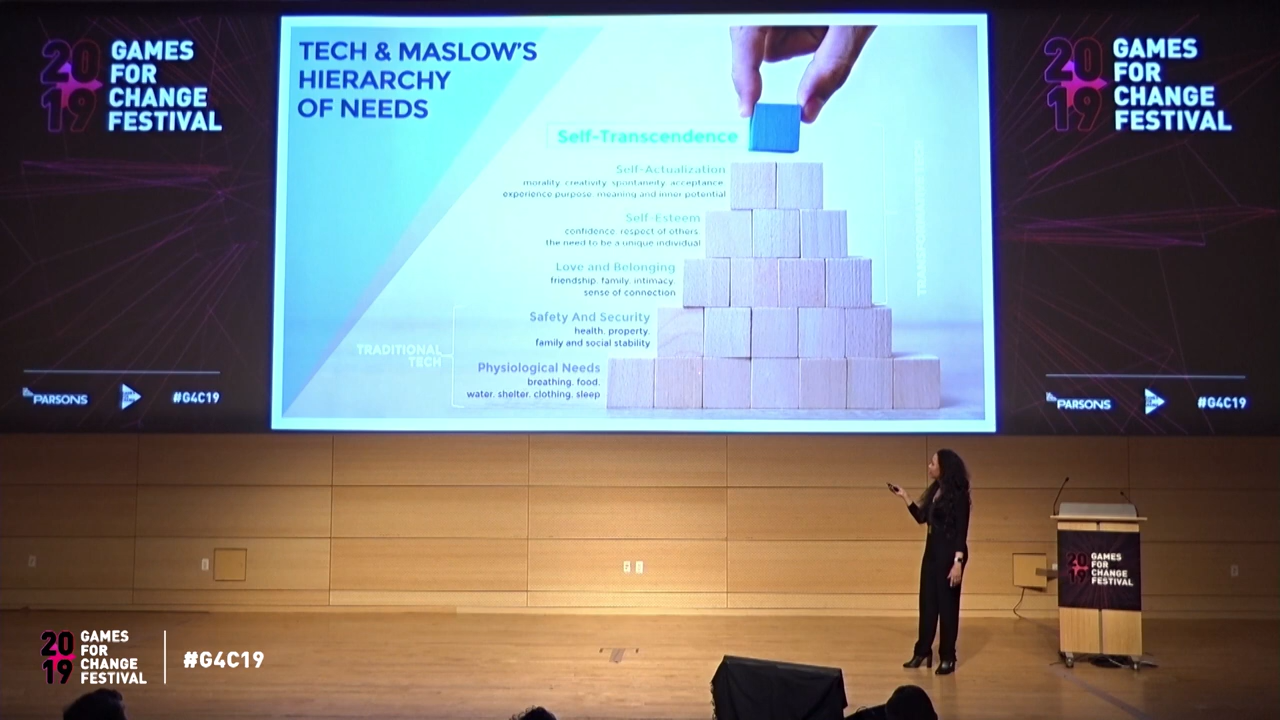 2019
GAMES
FOR
CHANGE
FESTIVAL
PARSONS
#G4C19
TECH & MASLOW'S
HIERARCHY
OF NEEDS
Self-Transcendence
Self-Actualization
morality, creativity, spontaneity, acceptance,
experience purpose, meaning and inner potential
Self-Esteem
confidence, respect of others,
the need to be a unique individual
Love and Belonging
friendship, family, intimacy,
sense of connection
Safety And Security
health, property,
family and social stability
Physiological Needs
breathing, food,
water, shelter, clothing, sleep
TRADITIONAL
TECH
2019
GAMES
FOR
CHANGE
FESTIVAL
PARSONS
#G4C19
2019
GAMES
FOR
CHANGE
FESTIVAL
2019
GAMES
FOR
CHANGE
FESTIVAL
#G4C19